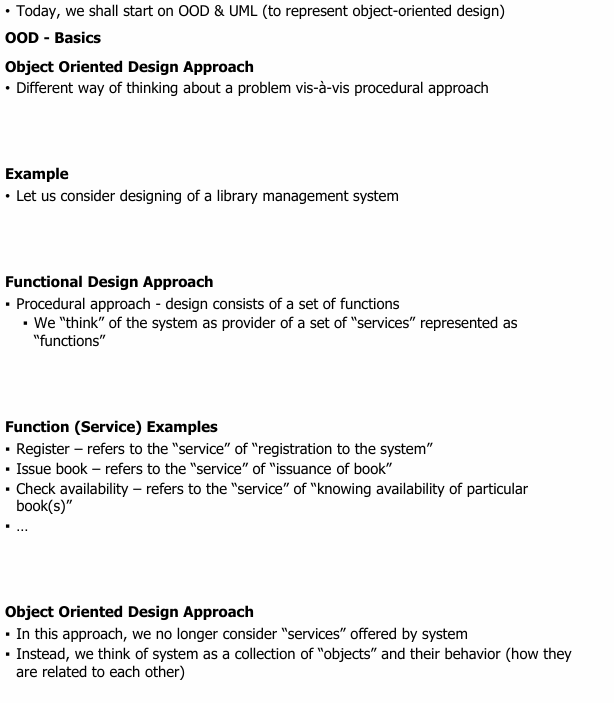 • Today, we shall start on OOD & UML (to represent object-oriented design)
OOD - Basics
Object Oriented Design Approach
• Different way of thinking about a problem vis-à-vis procedural approach
Example
• Let us consider designing of a library management system
Functional Design Approach
▪ Procedural approach - design consists of a set of functions
▪ We “think” of the system as provider of a set of “services” represented as
“functions”
Function (Service) Examples
▪ Register – refers to the “service” of “registration to the system”
▪ Issue book – refers to the “service” of “issuance of book”
▪ Check availability – refers to the “service” of “knowing availability of particular
book(s)”
▪ …
Object Oriented Design Approach
▪ In this approach, we no longer consider “services” offered by system
▪ Instead, we think of system as a collection of “objects” and their behavior (how they
are related to each other)